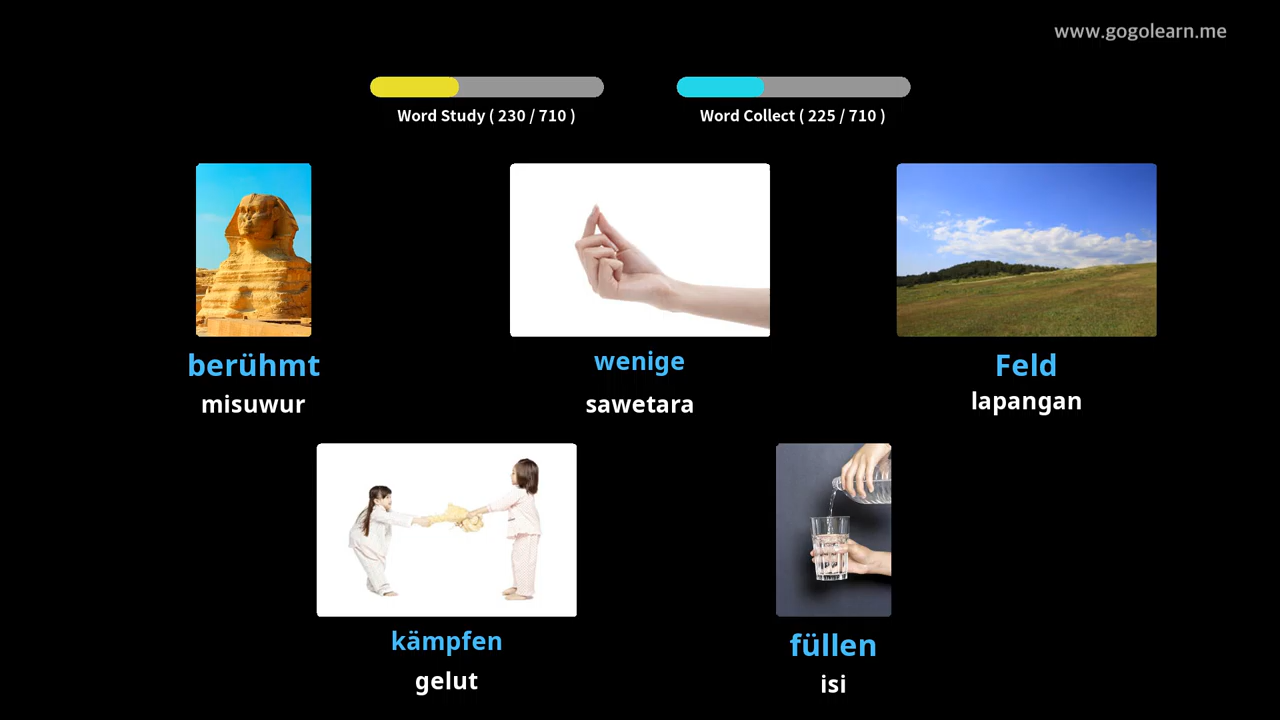 www.gogolearn.me
Word Study ( 230 / 710 )
Word Collect ( 225 / 710 )
berühmt
misuwur
wenige
sawetara
Feld
lapangan
kämpfen
gelut
füllen
isi